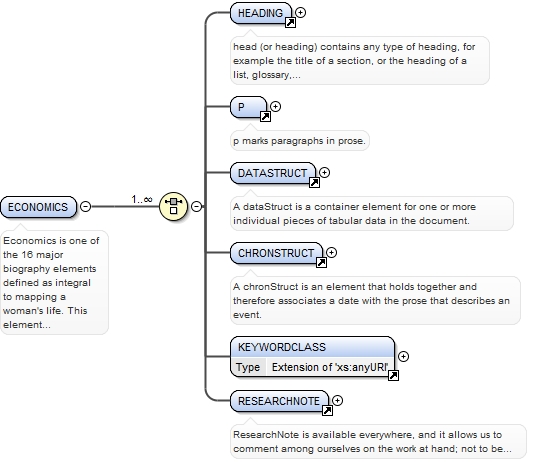 HEADING
head (or heading) contains any type of heading, for
example the title of a section, or the heading of a
list, glossary,...
P
p marks paragraphs in prose.
DATASTRUCT
A dataStruct is a container element for one or more
individual pieces of tabular data in the document.
ECONOMICS
1..∞
Economics is one of
the 16 major
biography elements
defined as integral
to mapping a
woman's life. This
element...
CHRONSTRUCT
A chronStruct is an element that holds together and
therefore associates a date with the prose that describes an
event.
KEYWORDCLASS
Type Extension of 'xs:anyURI'
RESEARCHNOTE
ResearchNote is available everywhere, and it allows us to
comment among ourselves on the work at hand; not to be...